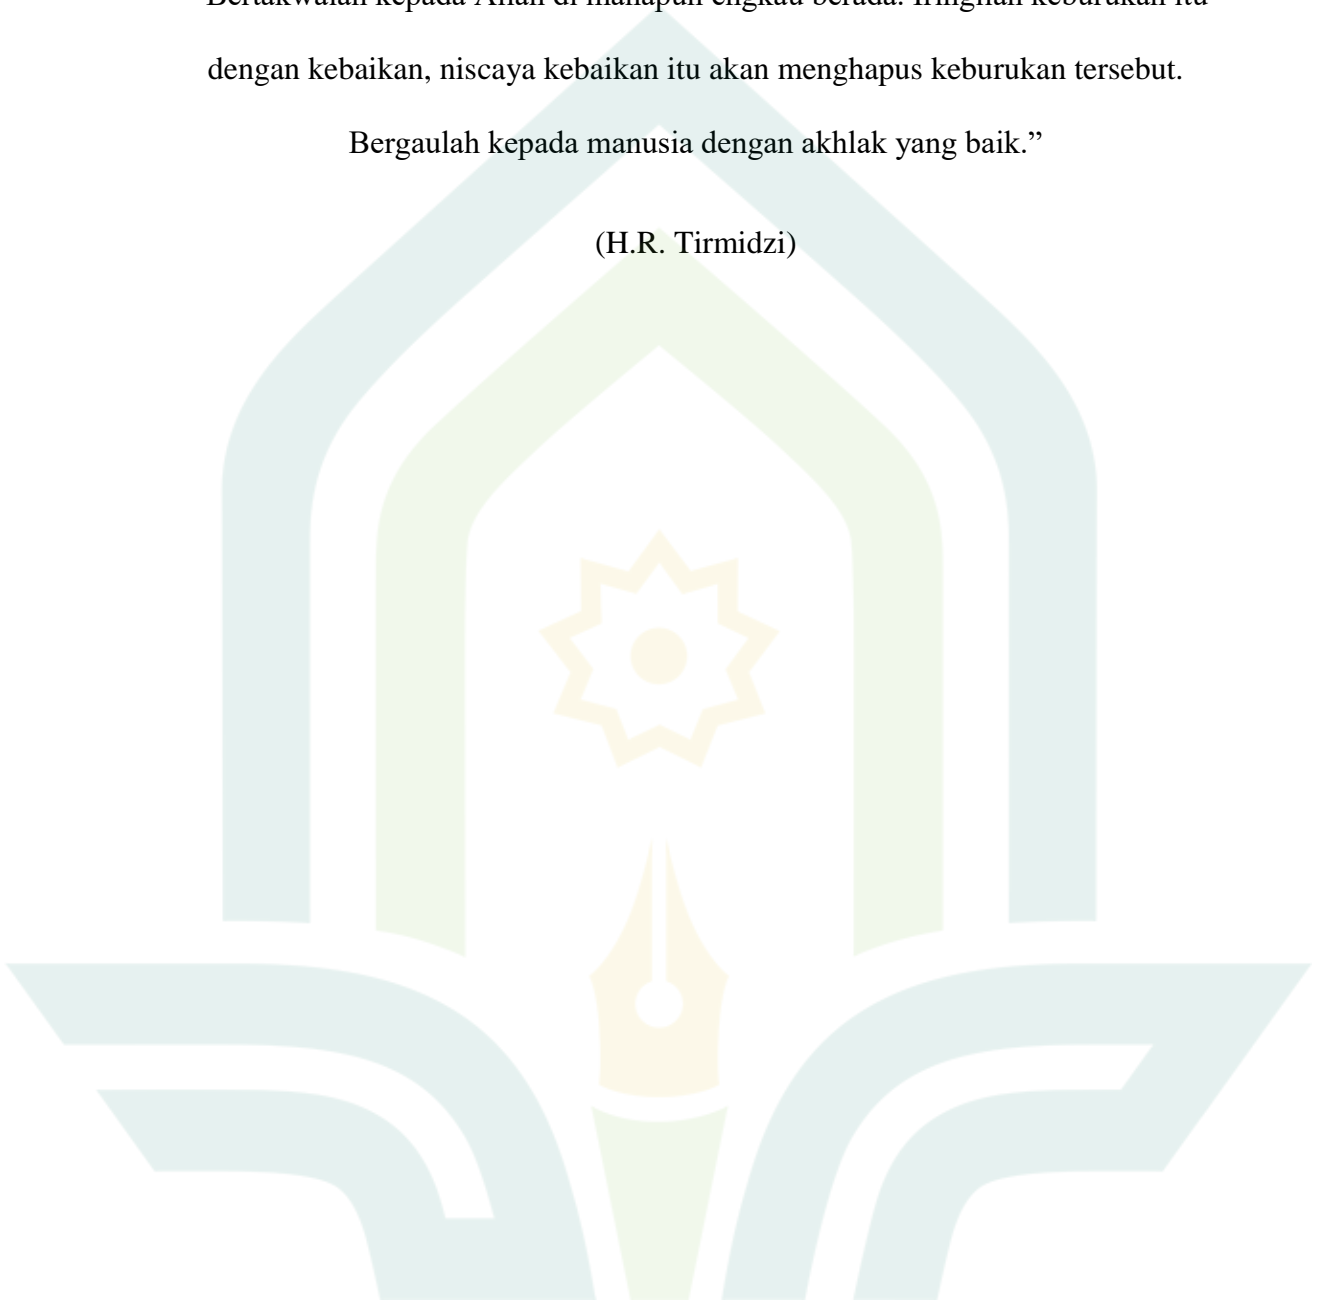 Bertakwalah kepada Allah di manapun engkau berada. Iringilah keburukan itu
dengan kebaikan, niscaya kebaikan itu akan menghapus keburukan tersebut.
Bergaulah kepada manusia dengan akhlak yang baik.”
(H.R. Tirmidzi)